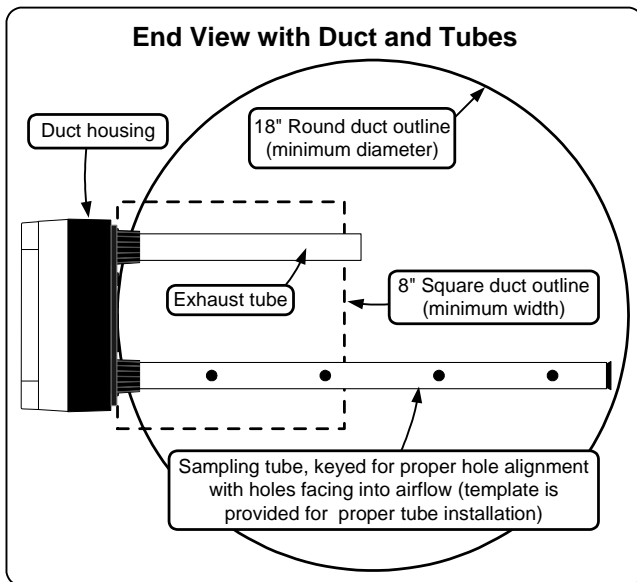 End View with Duct and Tubes
Duct housing
18" Round duct outline
(minimum diameter)
Exhaust tube
8" Square duct outline
(minimum width)
Sampling tube, keyed for proper hole alignment
with holes facing into airflow (template is
provided for proper tube installation)